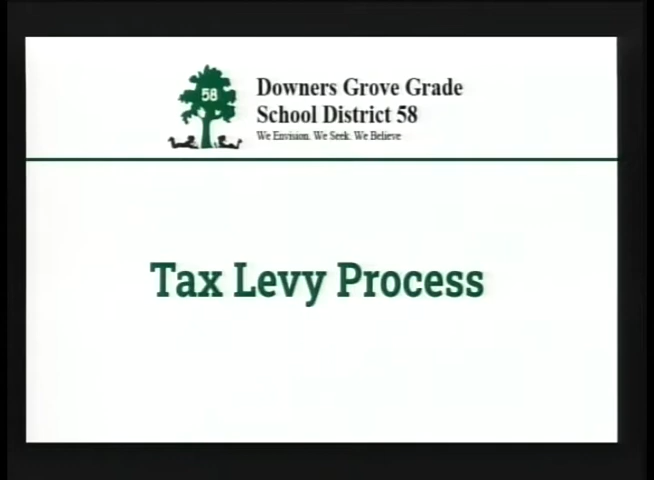 58
Downers Grove Grade
School District 58
We Envision. We Seek. We Believe
Tax Levy Process